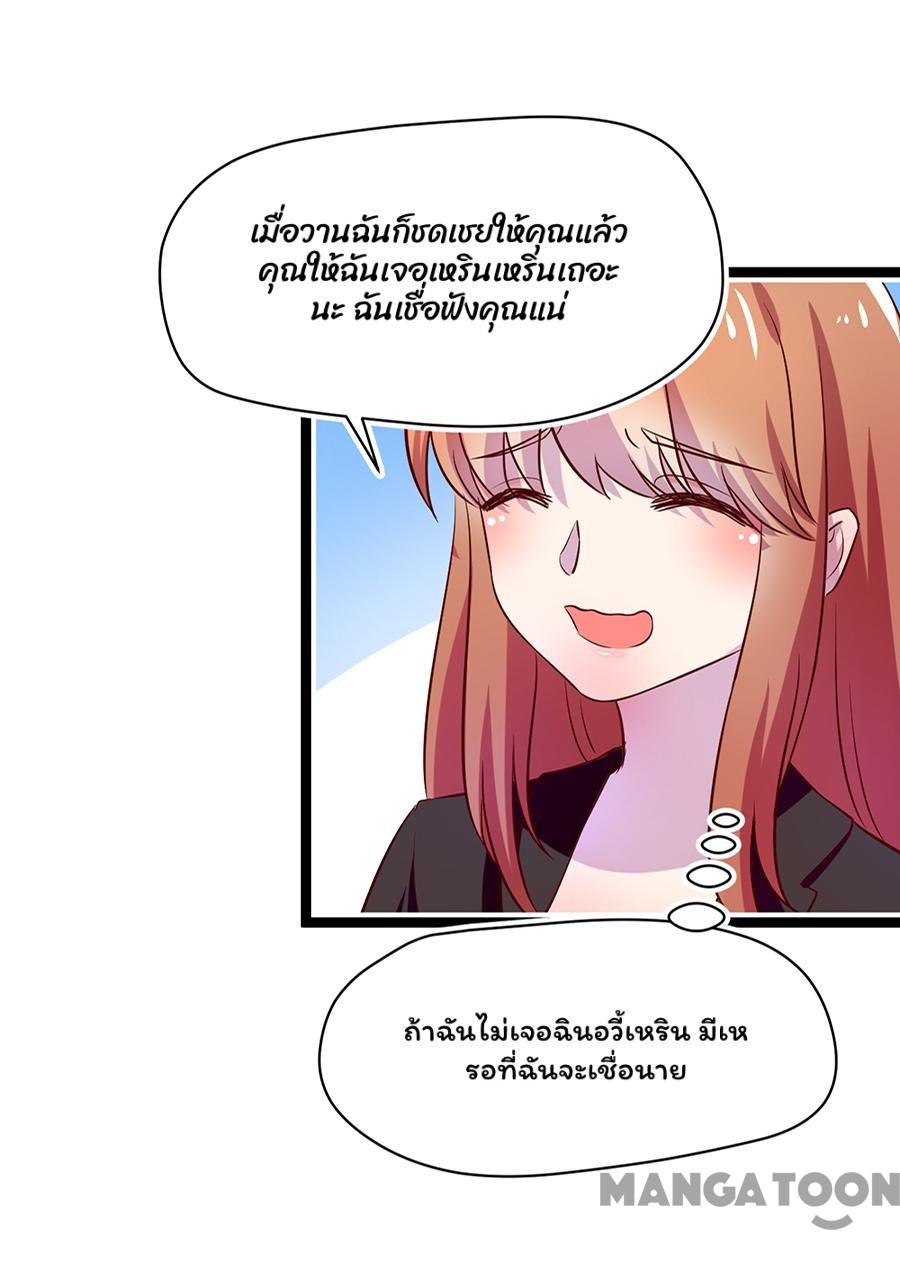 เมื่อวานฉันก็ชดเชยให้คุณแล้ว
คุณให้ฉันเจอเหรินเหรินเถอะ
นะ ฉันเชื่อฟังคุณแน่
ถ้าฉันไม่เจอฉินอวี้เหริน มีเห
รอที่ฉันจะเชื่อนาย
MANGATOON